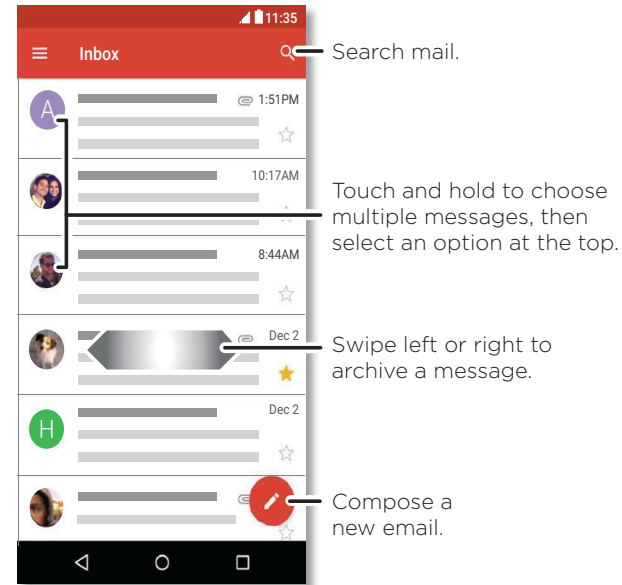 11:35
Inbox
Search mail.
A
1:51PM
10:17AM
Touch and hold to choose
multiple messages, then
select an option at the top.
8:44AM
Dec 2
Swipe left or right to
archive a message.
Dec 2
H
Compose a
new email.